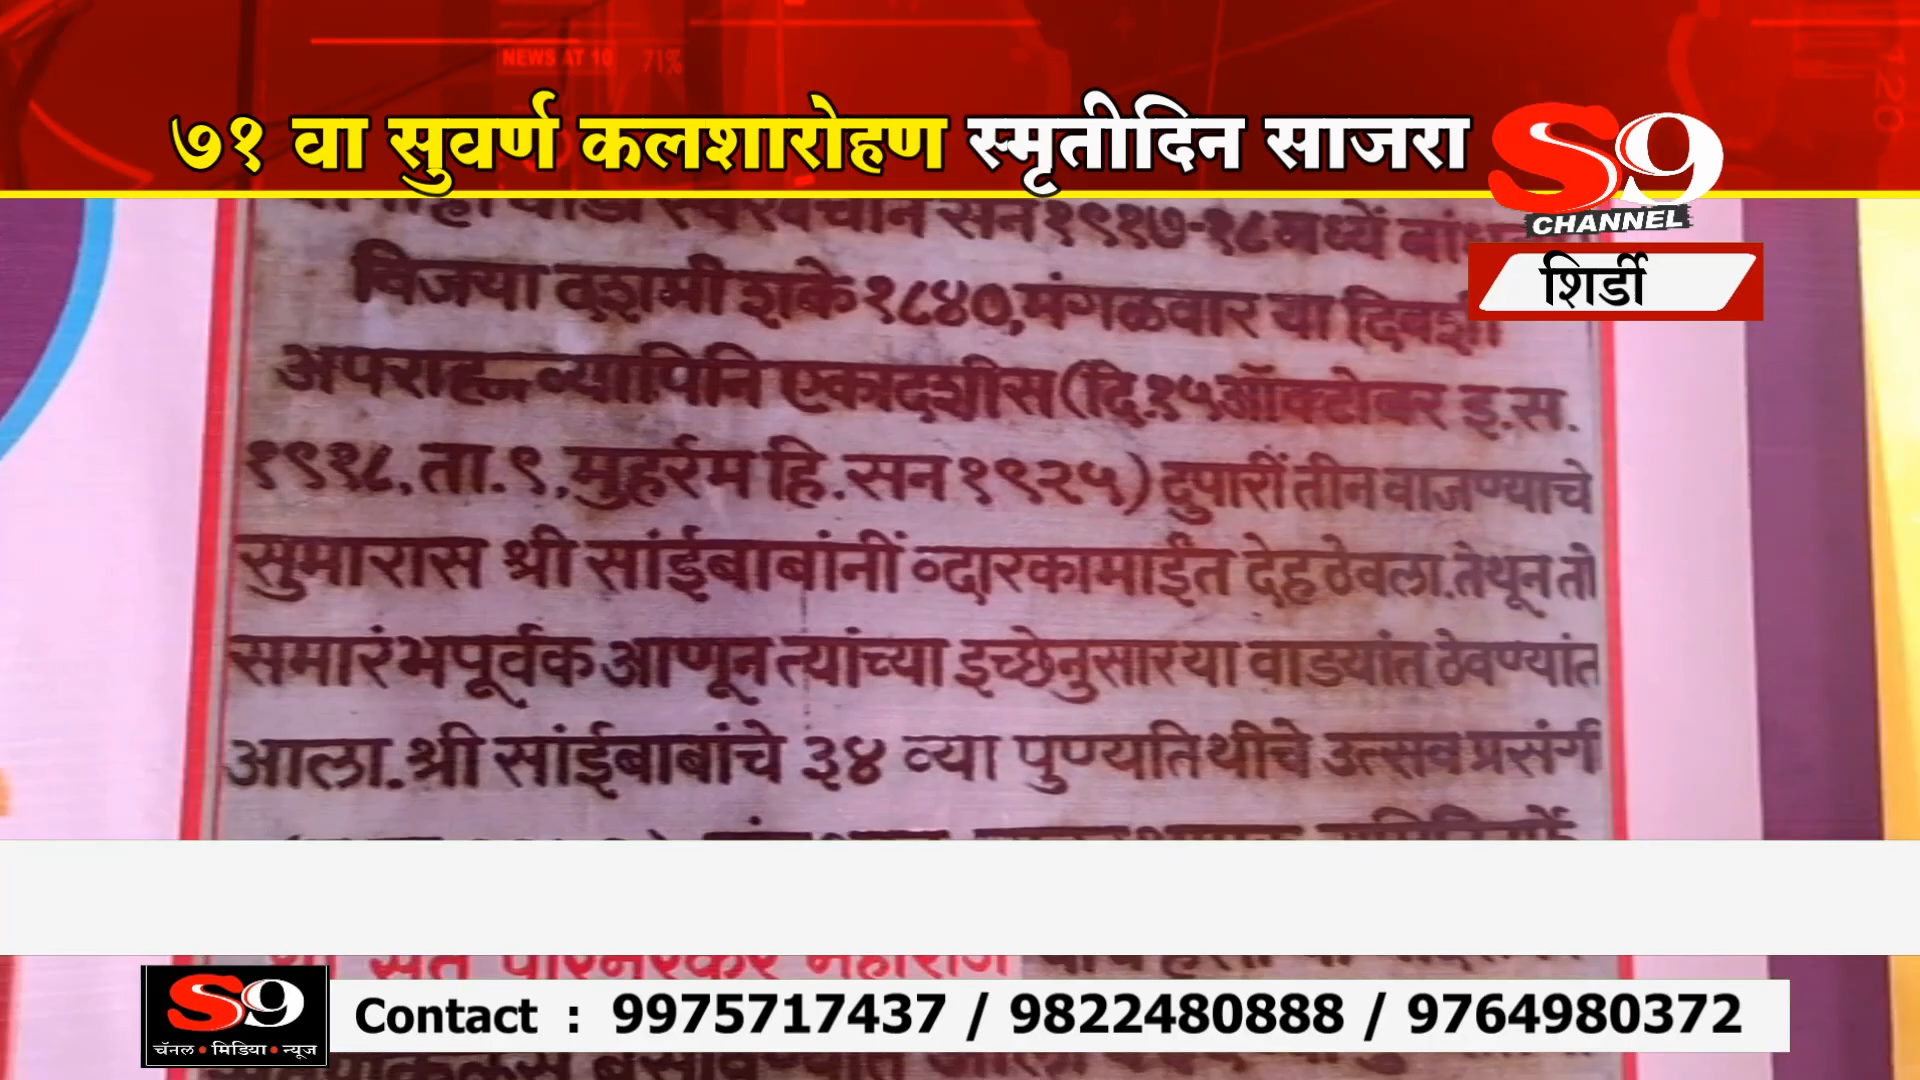 NEWS AT 10 71%
७१ वा सुवर्ण कलशारोहण स्मृतीदिन साजरा
S9
CHANNEL
शिर्डी
सन १९१७-१८ मध्यें
विजया दशमी शके १८४०, मंगळवार या दिवशी
अपराह्न व्यापिनि एकादशीस (दि.१५ ऑक्टोबर इ.स.
१९१८, ता.९, मुहर्रम हि.सन १९२५) दुपारीं तीन वाजण्याचे
सुमारास श्री सांईबाबांनीं व्दारकामाईंत देह ठेवला. तेथून तो
समारंभपूर्वक आणून त्यांच्या इच्छेनुसार या वाडयांत ठेवण्यांत
आला. श्री सांईबाबांचे ३४ व्या पुण्यतिथीचे उत्सव प्रसंगी
S9
चॅनल • मिडिया • न्यूज
Contact : 9975717437 / 9822480888 / 9764980372